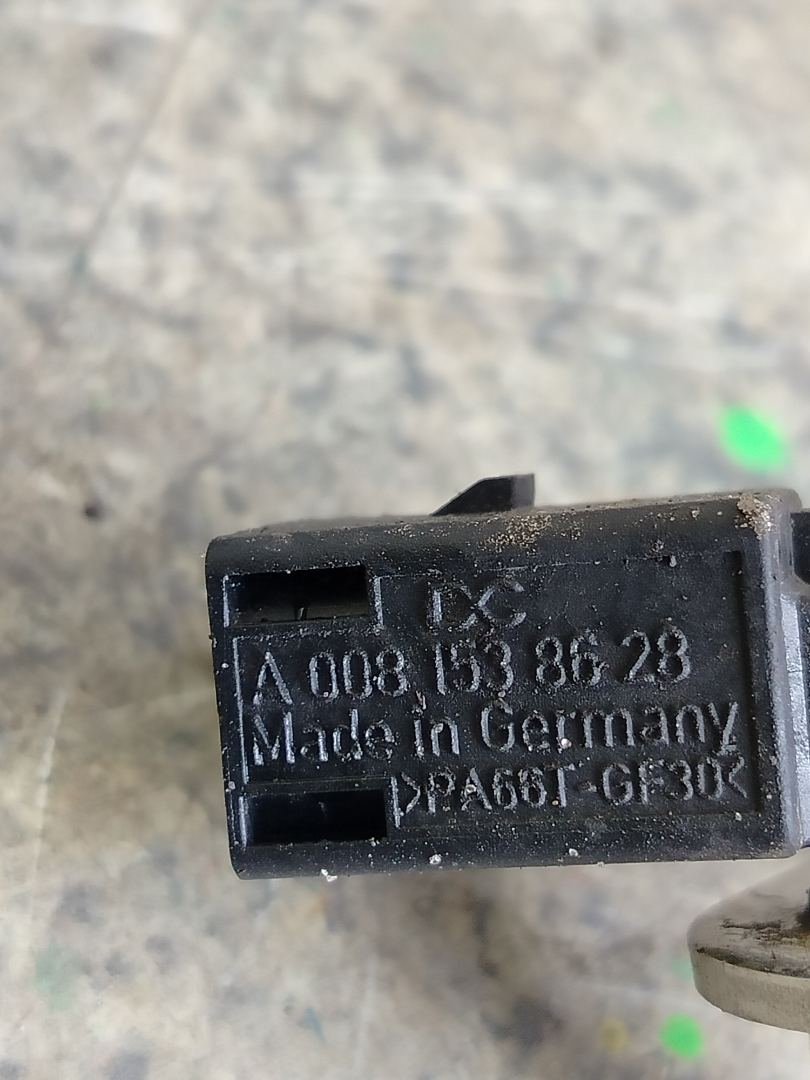 DC
A 008 153 86 28
Made in Germany
>PA66T-GF30<